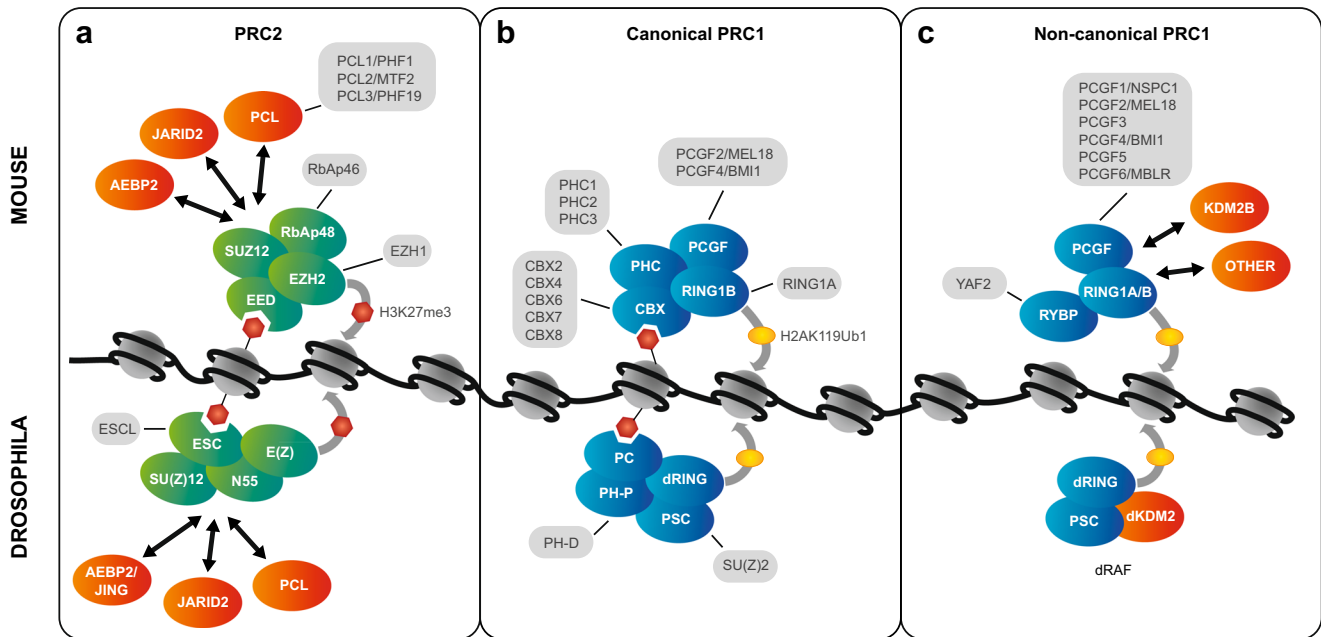 a
PRC2
MOUSE
DROSOPHILA
PCL1/PHF1
PCL2/MTF2
PCL3/PHF19
PCL
JARID2
AEBP2
RbAp46
RbAp48
SUZ12
EZH2
EZH1
EED
H3K27me3
ESCL
ESC
E(Z)
SU(Z)12
N55
AEBP2/
JING
JARID2
PCL
b
Canonical PRC1
PCGF2/MEL18
PCGF4/BMI1
PHC1
PHC2
PHC3
PCGF
PHC
CBX2
CBX4
CBX6
CBX7
CBX8
RING1B
RING1A
CBX
H2AK119Ub1
PC
dRING
PH-P
PSC
PH-D
SU(Z)2
c
Non-canonical PRC1
PCGF1/NSPC1
PCGF2/MEL18
PCGF3
PCGF4/BMI1
PCGF5
PCGF6/MBLR
KDM2B
PCGF
OTHER
YAF2
RING1A/B
RYBP
dRING
PSC
dKDM2
dRAF